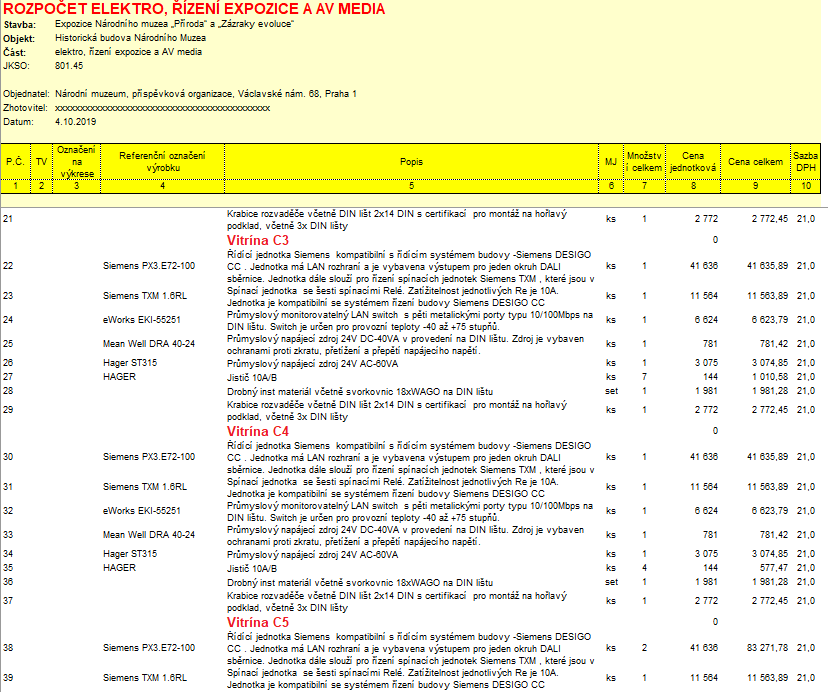 ROZPOČET ELEKTRO, ŘÍZENÍ EXPOZICE A AV MEDIA
Stavba: Expozice Národního muzea „Příroda" a „Zázraky evoluce"
Objekt: Historická budova Národního Muzea
Část: elektro, řízení expozice a AV media
JKSO: 801.45
Objednatel: Národní muzeum, příspěvková organizace, Václavské nám. 68, Praha 1
Zhotovitel: xxxxxxxxxxxxxxxxxxxxxxxxxxxxxxxxxxxxxxxxxxx
Datum: 4.10.2019
P.Č. TV Označení na výkrese Referenční označení výrobku Popis MJ Množstv í celkem Cena jednotková Cena celkem Sazba DPH
1 2 3 4 5 6 7 8 9 10
21 Krabice rozvaděče včetně DIN lišt 2x14 DIN s certifikací pro montáž na hořlavý
podklad, včetně 3x DIN lišty ks 1 2 772 2 772,45 21,0
Vitrína C3 0
Řídící jednotka Siemens kompatibilní s řídícím systémem budovy -Siemens DESIGO
22 Siemens PX3.E72-100 CC . Jednotka má LAN rozhraní a je vybavena výstupem pro jeden okruh DALI ks 1 41 636 41 635,89 21,0
sběrnice. Jednotka dále slouží pro řízení spínacích jednotek Siemens TXM , které jsou v
23 Siemens TXM 1.6RL Spínací jednotka se šesti spínacími Relé. Zatížitelnost jednotlivých Re je 10A. ks 1 11 564 11 563,89 21,0
Jednotka je kompatibilní se systémem řízení budovy Siemens DESIGO CC
24 eWorks EKI-55251 Průmyslový monitorovatelný LAN switch s pěti metalickými porty typu 10/100Mbps na ks 1 6 624 6 623,79 21,0
DIN lištu. Switch je určen pro provozní teploty -40 až +75 stupňů.
25 Mean Well DRA 40-24 Průmyslový napájecí zdroj 24V DC-40VA v provedení na DIN lištu. Zdroj je vybaven ks 1 781 781,42 21,0
ochranami proti zkratu, přetížení a přepětí napájecího napětí.
26 Hager ST315 Průmyslový napájecí zdroj 24V AC-60VA ks 1 3 075 3 074,85 21,0
27 HAGER Jistič 10A/B ks 7 144 1 010,58 21,0
28 Drobný inst materiál včetně svorkovnic 18xWAGO na DIN lištu set 1 1 981 1 981,28 21,0
29 Krabice rozvaděče včetně DIN lišt 2x14 DIN s certifikací pro montáž na hořlavý ks 1 2 772 2 772,45 21,0
podklad, včetně 3x DIN lišty
Vitrína C4 0
Řídící jednotka Siemens kompatibilní s řídícím systémem budovy -Siemens DESIGO
30 Siemens PX3.E72-100 CC . Jednotka má LAN rozhraní a je vybavena výstupem pro jeden okruh DALI ks 1 41 636 41 635,89 21,0
sběrnice. Jednotka dále slouží pro řízení spínacích jednotek Siemens TXM , které jsou v
31 Siemens TXM 1.6RL Spínací jednotka se šesti spínacími Relé. Zatížitelnost jednotlivých Re je 10A. ks 1 11 564 11 563,89 21,0
Jednotka je kompatibilní se systémem řízení budovy Siemens DESIGO CC
32 eWorks EKI-55251 Průmyslový monitorovatelný LAN switch s pěti metalickými porty typu 10/100Mbps na ks 1 6 624 6 623,79 21,0
DIN lištu. Switch je určen pro provozní teploty -40 až +75 stupňů.
33 Mean Well DRA 40-24 Průmyslový napájecí zdroj 24V DC-40VA v provedení na DIN lištu. Zdroj je vybaven ks 1 781 781,42 21,0
ochranami proti zkratu, přetížení a přepětí napájecího napětí.
34 Hager ST315 Průmyslový napájecí zdroj 24V AC-60VA ks 1 3 075 3 074,85 21,0
35 HAGER Jistič 10A/B ks 4 144 577,47 21,0
36 Drobný inst materiál včetně svorkovnic 18xWAGO na DIN lištu set 1 1 981 1 981,28 21,0
37 Krabice rozvaděče včetně DIN lišt 2x14 DIN s certifikací pro montáž na hořlavý ks 1 2 772 2 772,45 21,0
podklad, včetně 3x DIN lišty
Vitrína C5 0
Řídící jednotka Siemens kompatibilní s řídícím systémem budovy -Siemens DESIGO
38 Siemens PX3.E72-100 CC . Jednotka má LAN rozhraní a je vybavena výstupem pro jeden okruh DALI ks 2 41 636 83 271,78 21,0
sběrnice. Jednotka dále slouží pro řízení spínacích jednotek Siemens TXM , které jsou v
39 Siemens TXM 1.6RL Spínací jednotka se šesti spínacími Relé. Zatížitelnost jednotlivých Re je 10A. ks 1 11 564 11 563,89 21,0
Jednotka je kompatibilní se systémem řízení budovy Siemens DESIGO CC